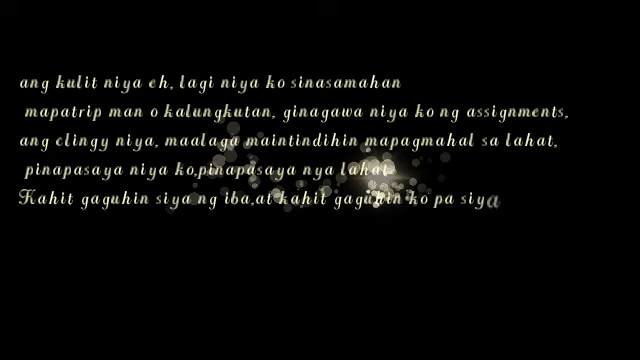 ang kulit niya eh, lagi niya ko sinasamahan
mapatrip man o kalungkutan, ginagawa niya ko ng assignments,
ang clingy niya, maalaga maintindihin mapagmahal sa lahat,
pinapasaya niya ko,pinapasaya nya lahat.
Kahit gaguhin siya ng iba,at kahit gaguhin ko pa siya